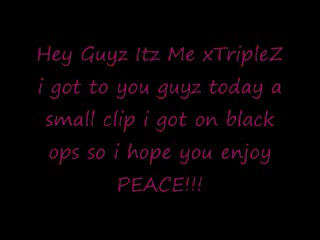 Hey Guyz Itz Me xTripleZ
i got to you guyz today a
small clip i got on black
ops so i hope you enjoy
PEACE!!!